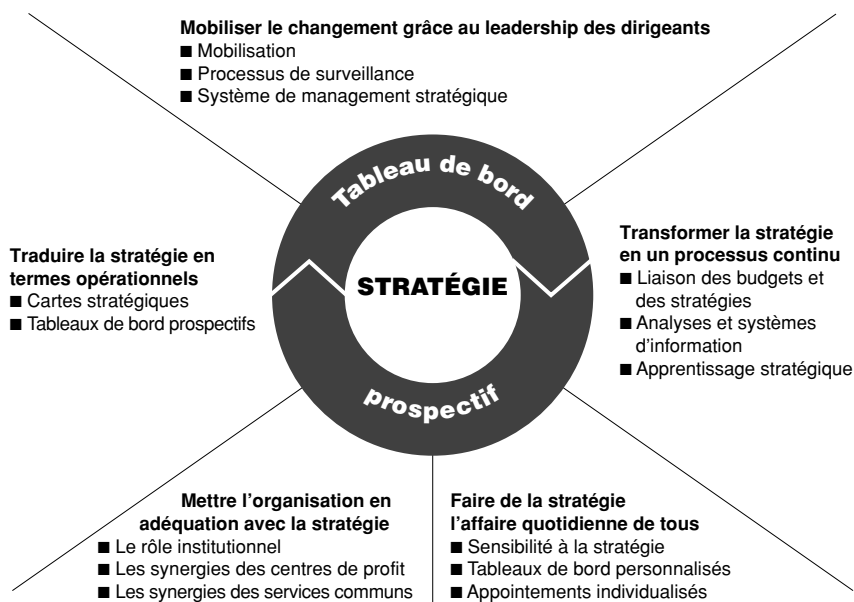 Mobiliser le changement grâce au leadership des dirigeants
■ Mobilisation
■ Processus de surveillance
■ Système de management stratégique
Tableau de bord
STRATÉGIE
prospectif
Traduire la stratégie en
termes opérationnels
■ Cartes stratégiques
■ Tableaux de bord prospectifs
Transformer la stratégie
en un processus continu
■ Liaison des budgets et
des stratégies
■ Analyses et systèmes
d’information
■ Apprentissage stratégique
Mettre l’organisation en
adéquation avec la stratégie
■ Le rôle institutionnel
■ Les synergies des centres de profit
■ Les synergies des services communs
Faire de la stratégie
l’affaire quotidienne de tous
■ Sensibilité à la stratégie
■ Tableaux de bord personnalisés
■ Appointements individualisés